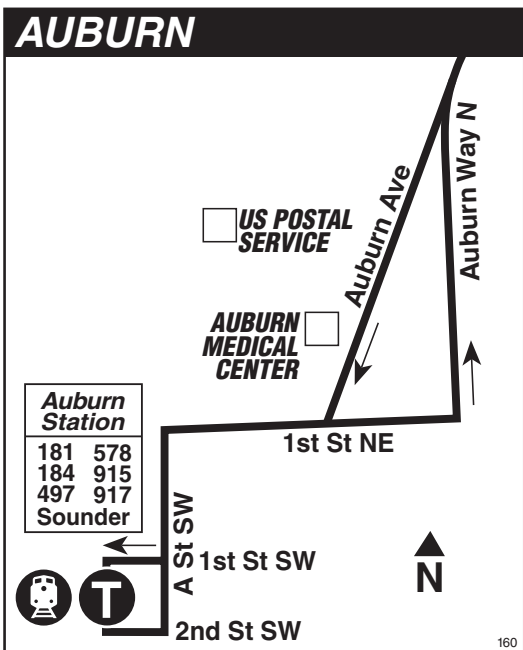 AUBURN
Auburn Way N
Auburn Ave
US POSTAL
SERVICE
AUBURN
MEDICAL
CENTER
Auburn
Station
181 578
184 915
497 917
Sounder
1st St NE
A St SW
1st St SW
N
T
2nd St SW
160